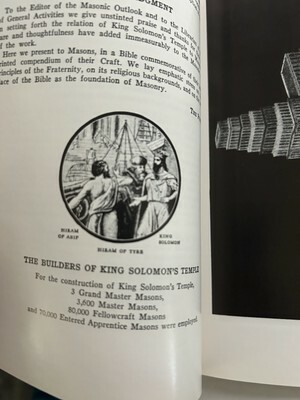 DGMENT
To the Editor of the Masonic Outlook and to the
of General Activities we give unstinted praise and
in setting forth the relation of King Solomon's Temple
and thoughtfulness have added immeasurably to the
of the work.
Here we present to Masons, in a Bible commemorative of
printed compendium of their Craft. We lay emphasis
principles of the Fraternity, on its religious backgrounds, and on
place of the Bible as the foundation of Masonry.
HIRAM
OF ABIF
KING
SOLOMON
HIRAM OF TYRE
THE BUILDERS OF KING SOLOMON'S TEMPLE
For the construction of King Solomon's Temple,
3 Grand Master Masons,
3,600 Master Masons,
80,000 Fellowcraft Masons
and 70,000 Entered Apprentice Masons were employed.